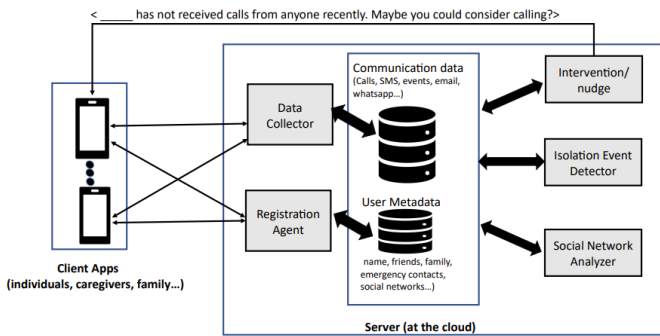 < _____ has not received calls from anyone recently. Maybe you could consider calling?>
Communication data
(Calls, SMS, events, email,
whatsapp...)
Intervention/
nudge
Data
Collector
Isolation Event
Detector
User Metadata
Registration
Agent
Social Network
Analyzer
name, friends, family,
emergency contacts,
social networks...)
Client Apps
(individuals, caregivers, family...)
Server (at the cloud)